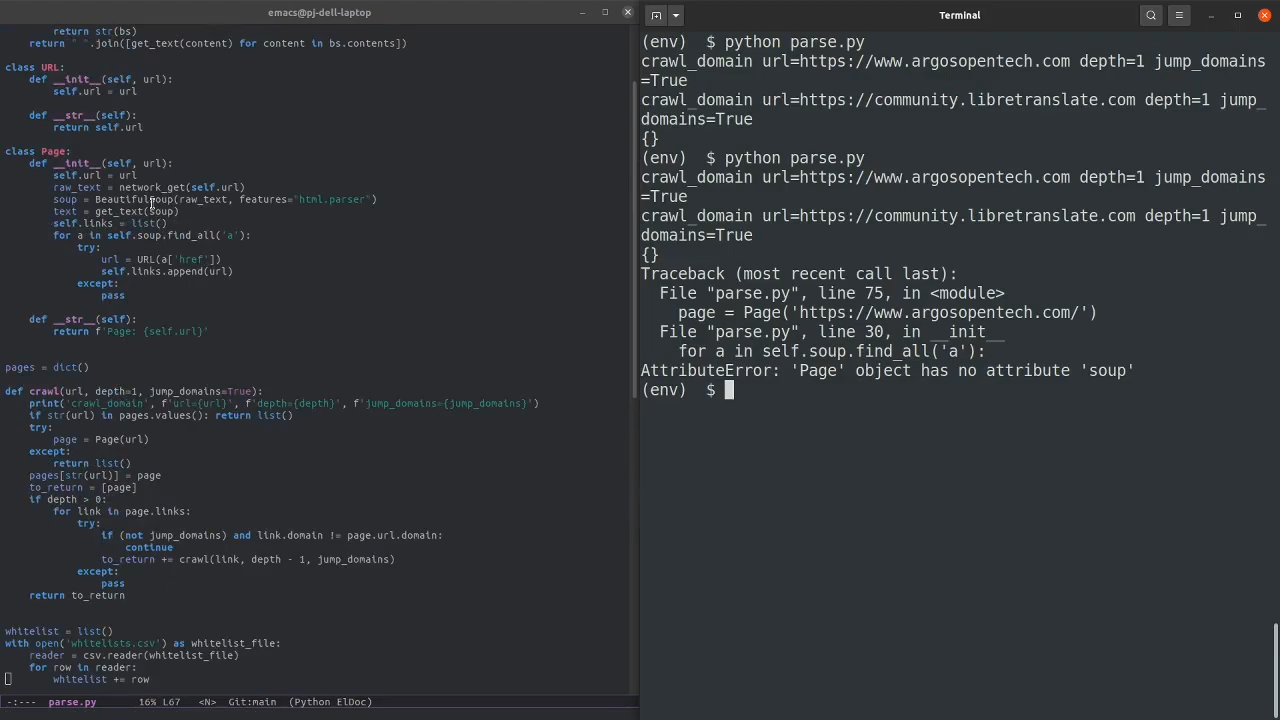 emacs@pj-dell-laptop
        return str(bs)
    return " ".join([get_text(content) for content in bs.contents])
class URL:
    def __init__(self, url):
        self.url = url
    def __str__(self):
        return self.url
class Page:
    def __init__(self, url):
        self.url = url
        raw_text = network_get(self.url)
        soup = BeautifulSoup(raw_text, features="html.parser")
        text = get_text(soup)
        self.links = list()
        for a in self.soup.find_all('a'):
            try:
                url = URL(a['href'])
                self.links.append(url)
            except:
                pass
    def __str__(self):
        return f'Page: {self.url}'
pages = dict()
def crawl(url, depth=1, jump_domains=True):
    print('crawl_domain', f'url={url}', f'depth={depth}', f'jump_domains={jump_domains}')
    if str(url) in pages.values(): return list()
    try:
        page = Page(url)
    except:
        return list()
    pages[str(url)] = page
    to_return = [page]
    if depth > 0:
        for link in page.links:
            try:
                if (not jump_domains) and link.domain != page.url.domain:
                    continue
                to_return += crawl(link, depth - 1, jump_domains)
            except:
                pass
    return to_return
whitelist = list()
with open('whitelists.csv') as whitelist_file:
    reader = csv.reader(whitelist_file)
    for row in reader:
        whitelist += row
-:--- parse.py 16% L67 <N> Git:main (Python ElDoc)
Terminal
(env)  $ python parse.py
crawl_domain url=https://www.argosopentech.com depth=1 jump_domains
=True
crawl_domain url=https://community.libretranslate.com depth=1 jump_
domains=True
{}
(env)  $ python parse.py
crawl_domain url=https://www.argosopentech.com depth=1 jump_domains
=True
crawl_domain url=https://community.libretranslate.com depth=1 jump_
domains=True
{}
Traceback (most recent call last):
  File "parse.py", line 75, in <module>
    page = Page('https://www.argosopentech.com/')
  File "parse.py", line 30, in __init__
    for a in self.soup.find_all('a'):
AttributeError: 'Page' object has no attribute 'soup'
(env)  $